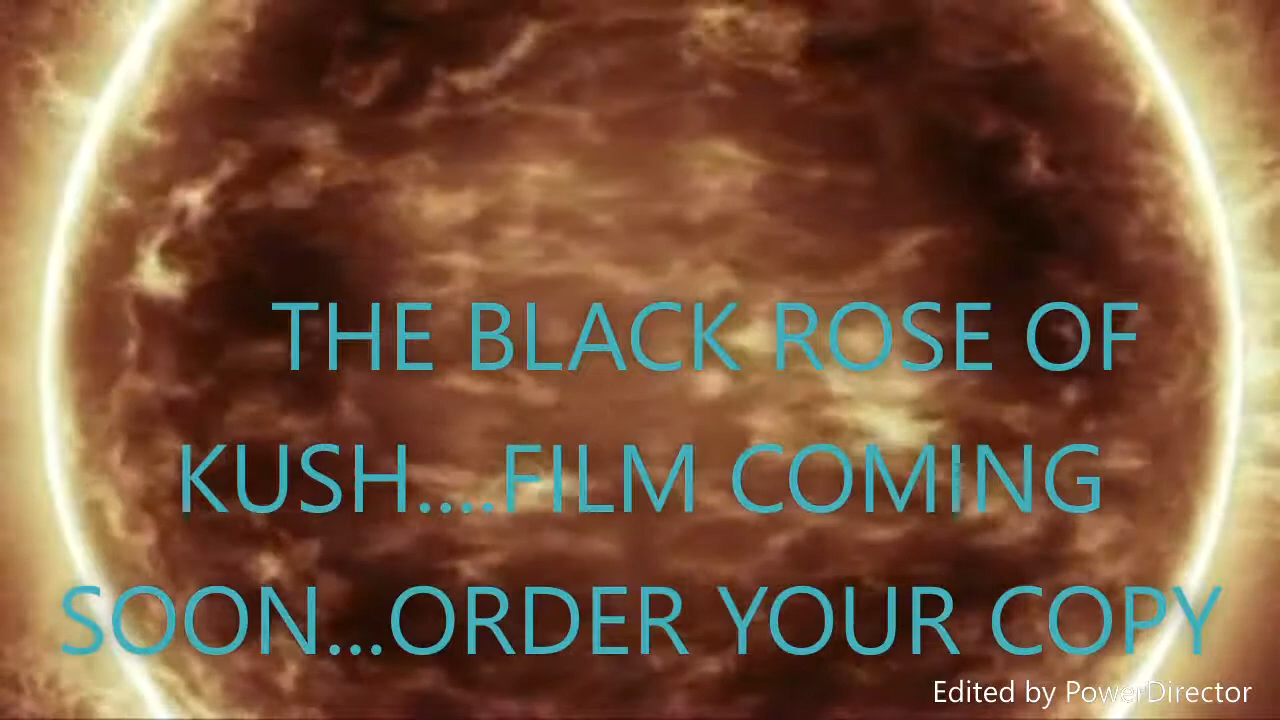 THE BLACK ROSE OF
KUSH....FILM COMING
SOON...ORDER YOUR COPY
Edited by PowerDirector